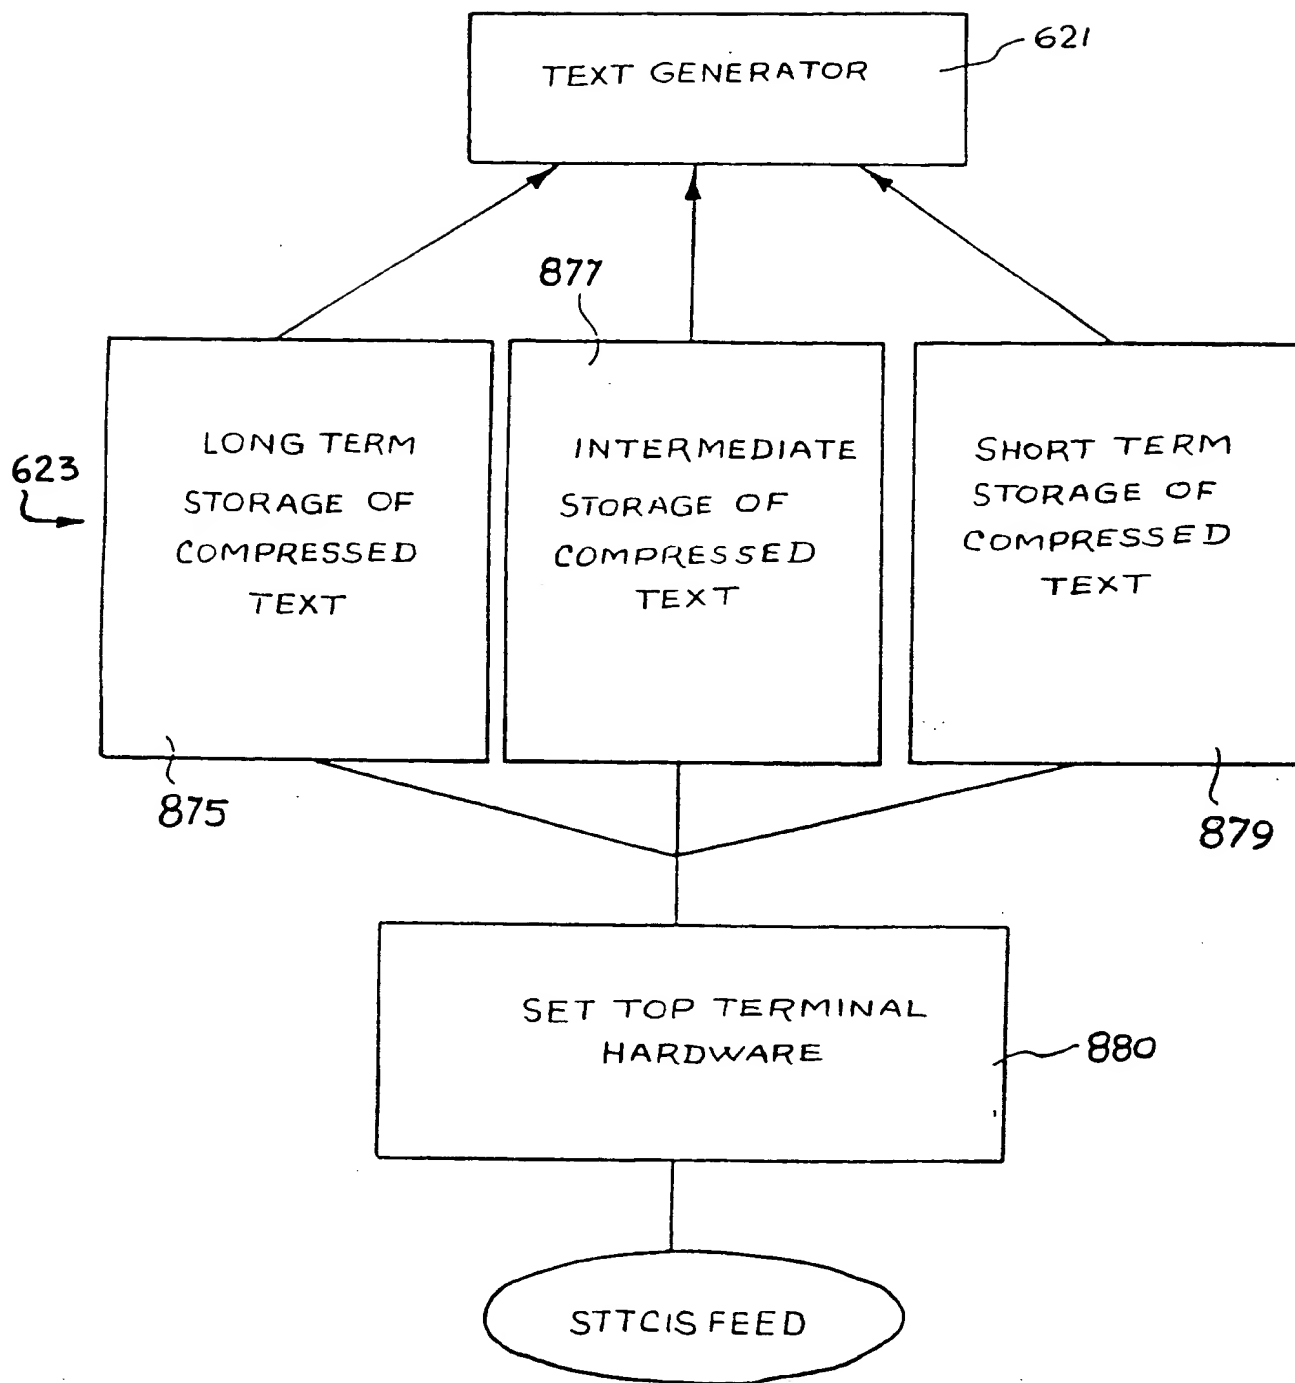 TEXT GENERATOR
621
877
623
LONG TERM
STORAGE OF
COMPRESSED
TEXT
INTERMEDIATE
STORAGE OF
COMPRESSED
TEXT
SHORT TERM
STORAGE OF
COMPRESSED
TEXT
875
879
SET TOP TERMINAL
HARDWARE
880
STTCIS FEED